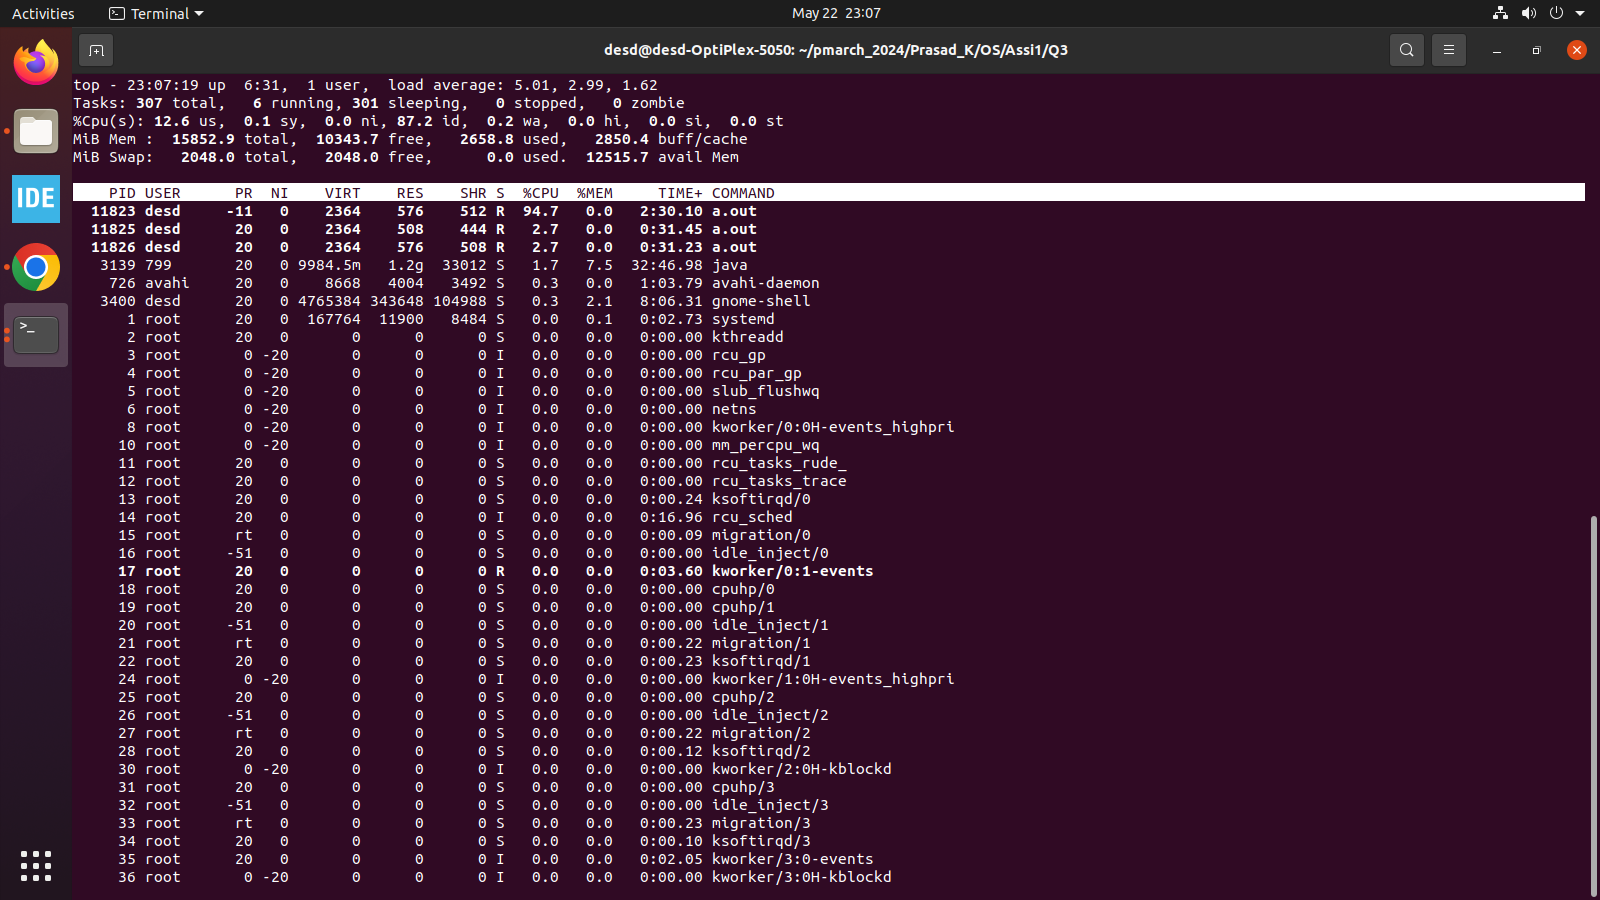 Activities Terminal May 22 23:07
desd@desd-OptiPlex-5050: ~/pmarch_2024/Prasad_K/OS/Assi1/Q3
top - 23:07:19 up  6:31,  1 user,  load average: 5.01, 2.99, 1.62
Tasks: 307 total,   6 running, 301 sleeping,   0 stopped,   0 zombie
%Cpu(s): 12.6 us,  0.1 sy,  0.0 ni, 87.2 id,  0.2 wa,  0.0 hi,  0.0 si,  0.0 st
MiB Mem :  15852.9 total,  10343.7 free,   2658.8 used,   2850.4 buff/cache
MiB Swap:   2048.0 total,   2048.0 free,      0.0 used.  12515.7 avail Mem
IDE
PID USER PR NI VIRT RES SHR S %CPU %MEM TIME+ COMMAND
11823 desd -11 0 2364 576 512 R 94.7 0.0 2:30.10 a.out
11825 desd 20 0 2364 508 444 R 2.7 0.0 0:31.45 a.out
11826 desd 20 0 2364 576 508 R 2.7 0.0 0:31.23 a.out
3139 799 20 0 9984.5m 1.2g 33012 S 1.7 7.5 32:46.98 java
726 avahi 20 0 8668 4004 3492 S 0.3 0.0 1:03.79 avahi-daemon
3400 desd 20 0 4765384 343648 104988 S 0.3 2.1 8:06.31 gnome-shell
1 root 20 0 167764 11900 8484 S 0.0 0.1 0:02.73 systemd
2 root 20 0 0 0 0 S 0.0 0.0 0:00.00 kthreadd
3 root 0 -20 0 0 0 I 0.0 0.0 0:00.00 rcu_gp
4 root 0 -20 0 0 0 I 0.0 0.0 0:00.00 rcu_par_gp
5 root 0 -20 0 0 0 I 0.0 0.0 0:00.00 slub_flushwq
6 root 0 -20 0 0 0 I 0.0 0.0 0:00.00 netns
8 root 0 -20 0 0 0 I 0.0 0.0 0:00.00 kworker/0:0H-events_highpri
10 root 0 -20 0 0 0 I 0.0 0.0 0:00.00 mm_percpu_wq
11 root 20 0 0 0 0 S 0.0 0.0 0:00.00 rcu_tasks_rude_
12 root 20 0 0 0 0 S 0.0 0.0 0:00.00 rcu_tasks_trace
13 root 20 0 0 0 0 S 0.0 0.0 0:00.24 ksoftirqd/0
14 root 20 0 0 0 0 I 0.0 0.0 0:16.96 rcu_sched
15 root rt 0 0 0 0 S 0.0 0.0 0:00.09 migration/0
16 root -51 0 0 0 0 S 0.0 0.0 0:00.00 idle_inject/0
17 root 20 0 0 0 0 R 0.0 0.0 0:03.60 kworker/0:1-events
18 root 20 0 0 0 0 S 0.0 0.0 0:00.00 cpuhp/0
19 root 20 0 0 0 0 S 0.0 0.0 0:00.00 cpuhp/1
20 root -51 0 0 0 0 S 0.0 0.0 0:00.00 idle_inject/1
21 root rt 0 0 0 0 S 0.0 0.0 0:00.22 migration/1
22 root 20 0 0 0 0 S 0.0 0.0 0:00.23 ksoftirqd/1
24 root 0 -20 0 0 0 I 0.0 0.0 0:00.00 kworker/1:0H-events_highpri
25 root 20 0 0 0 0 S 0.0 0.0 0:00.00 cpuhp/2
26 root -51 0 0 0 0 S 0.0 0.0 0:00.00 idle_inject/2
27 root rt 0 0 0 0 S 0.0 0.0 0:00.22 migration/2
28 root 20 0 0 0 0 S 0.0 0.0 0:00.12 ksoftirqd/2
30 root 0 -20 0 0 0 I 0.0 0.0 0:00.00 kworker/2:0H-kblockd
31 root 20 0 0 0 0 S 0.0 0.0 0:00.00 cpuhp/3
32 root -51 0 0 0 0 S 0.0 0.0 0:00.00 idle_inject/3
33 root rt 0 0 0 0 S 0.0 0.0 0:00.23 migration/3
34 root 20 0 0 0 0 S 0.0 0.0 0:00.10 ksoftirqd/3
35 root 20 0 0 0 0 I 0.0 0.0 0:02.05 kworker/3:0-events
36 root 0 -20 0 0 0 I 0.0 0.0 0:00.00 kworker/3:0H-kblockd